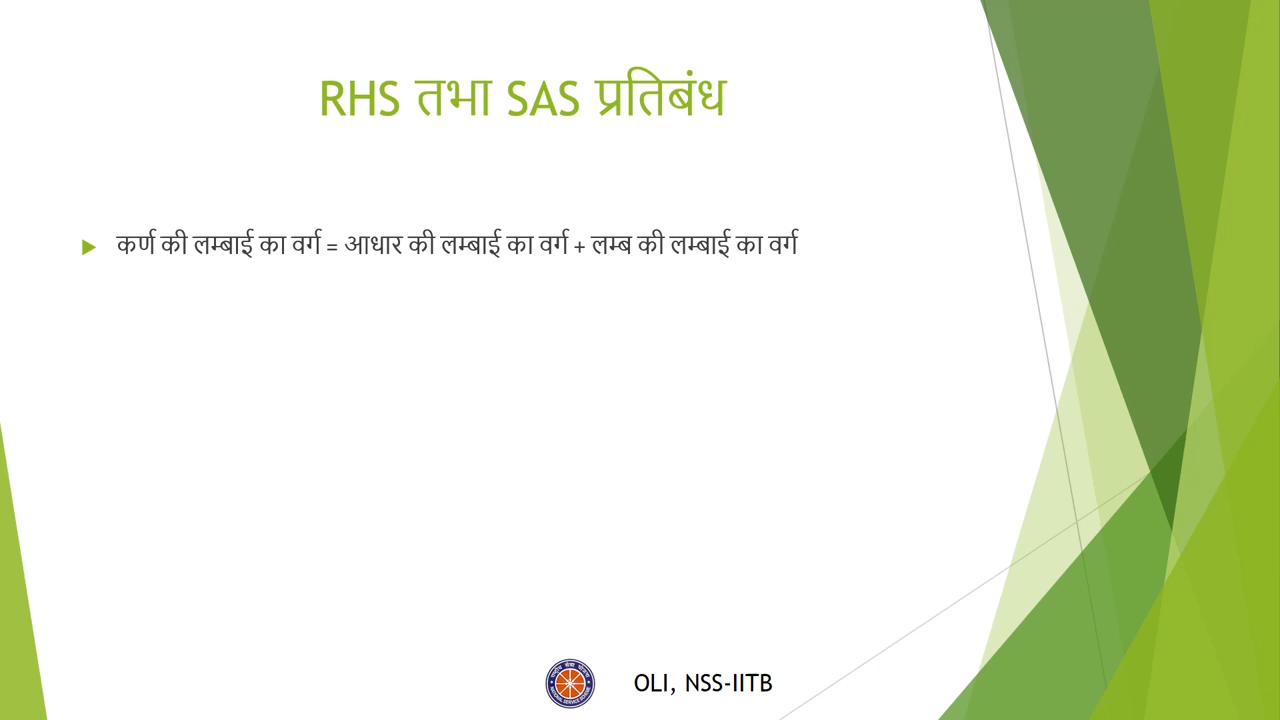 RHS तभा SAS प्रतिबंध
कर्ण की लम्बाई का वर्ग = आधार की लम्बाई का वर्ग + लम्ब की लम्बाई का वर्ग
OLI, NSS-IITB